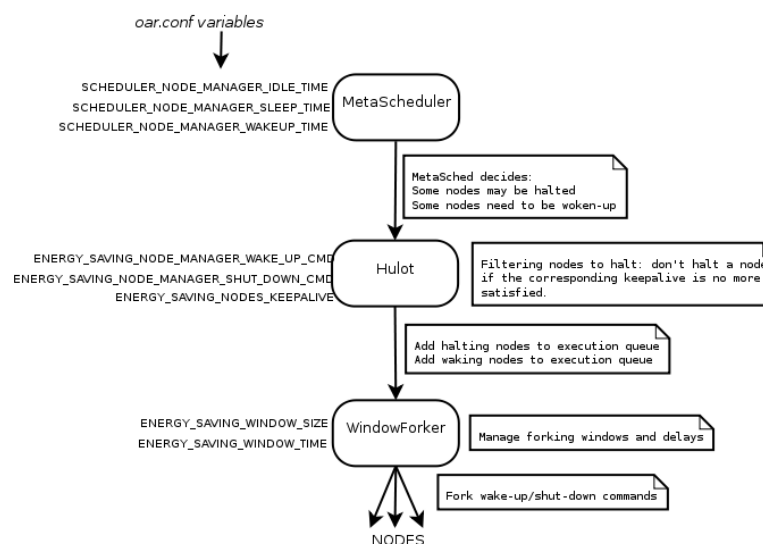 oar.conf variables
SCHEDULER_NODE_MANAGER_IDLE_TIME
SCHEDULER_NODE_MANAGER_SLEEP_TIME
SCHEDULER_NODE_MANAGER_WAKEUP_TIME
MetaScheduler
MetaSched decides:
Some nodes may be halted
Some nodes need to be woken-up
ENERGY_SAVING_NODE_MANAGER_WAKE_UP_CMD
ENERGY_SAVING_NODE_MANAGER_SHUT_DOWN_CMD
ENERGY_SAVING_NODES_KEEPALIVE
Hulot
Filtering nodes to halt: don't halt a node
if the corresponding keepalive is no more
satisfied.
Add halting nodes to execution queue
Add waking nodes to execution queue
ENERGY_SAVING_WINDOW_SIZE
ENERGY_SAVING_WINDOW_TIME
WindowForker
Manage forking windows and delays
Fork wake-up/shut-down commands
NODES